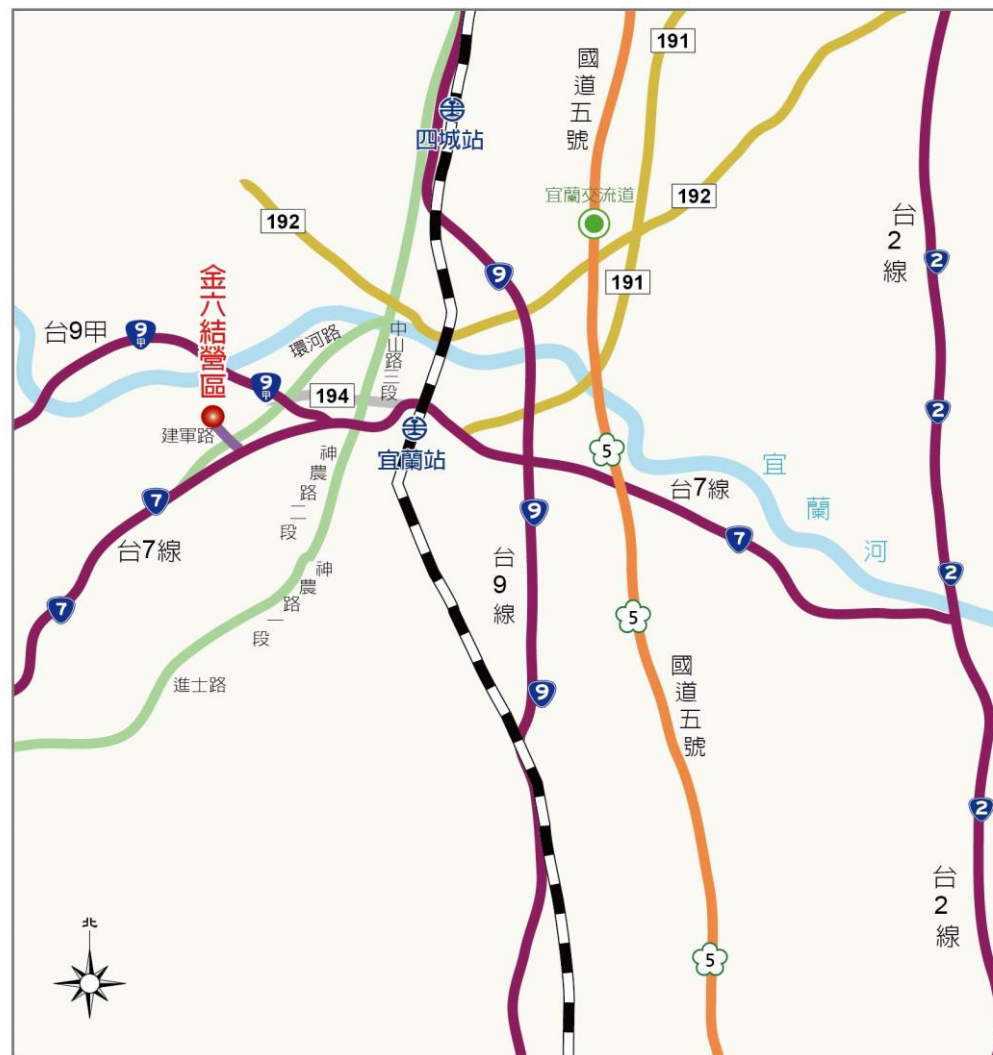 191
國道五號
四城站
宜蘭交流道
192
192
台2線
2
金六結營區
9
191
台9甲
9甲
環河路
中山路三段
9甲
194
2
建軍路
宜蘭站
神農路二段
5
宜蘭河
台7線
7
7
台7線
9
台9線
2
神農路一段
7
5
進士路
9
國道五號
2
台2線
北
5